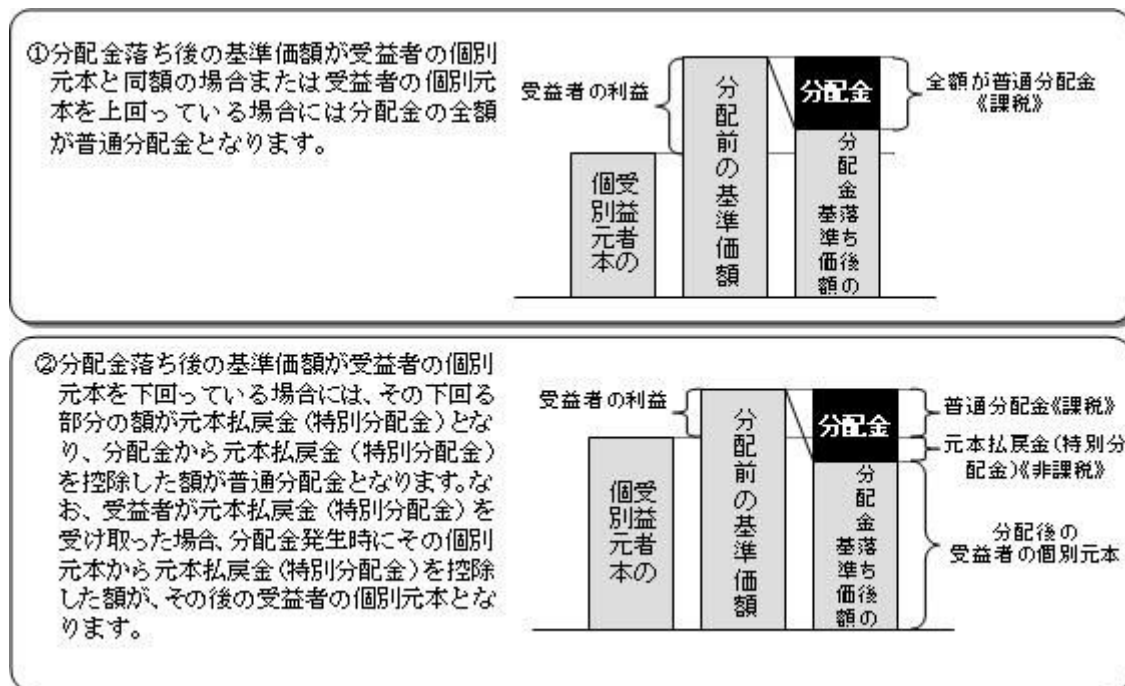 ①分配金落ち後の基準価額が受益者の個別
元本と同額の場合または受益者の個別元
本を上回っている場合には分配金の全額
が普通分配金となります。
受益者の利益
受益者の
個別元本
分配前の基準価額
分配金
分配金落ち後の
基準価額
全額が普通分配金
《課税》
②分配金落ち後の基準価額が受益者の個別
元本を下回っている場合には、その下回る
部分の額が元本払戻金(特別分配金)とな
り、分配金から元本払戻金(特別分配金)
を控除した額が普通分配金となります。な
お、受益者が元本払戻金(特別分配金)を
受け取った場合、分配金発生時にその個別
元本から元本払戻金(特別分配金)を控除
した額が、その後の受益者の個別元本とな
ります。
受益者の利益
受益者の
個別元本
分配前の基準価額
分配金
分配金落ち後の
基準価額
普通分配金《課税》
元本払戻金(特別分
配金)《非課税》
分配後の
受益者の個別元本